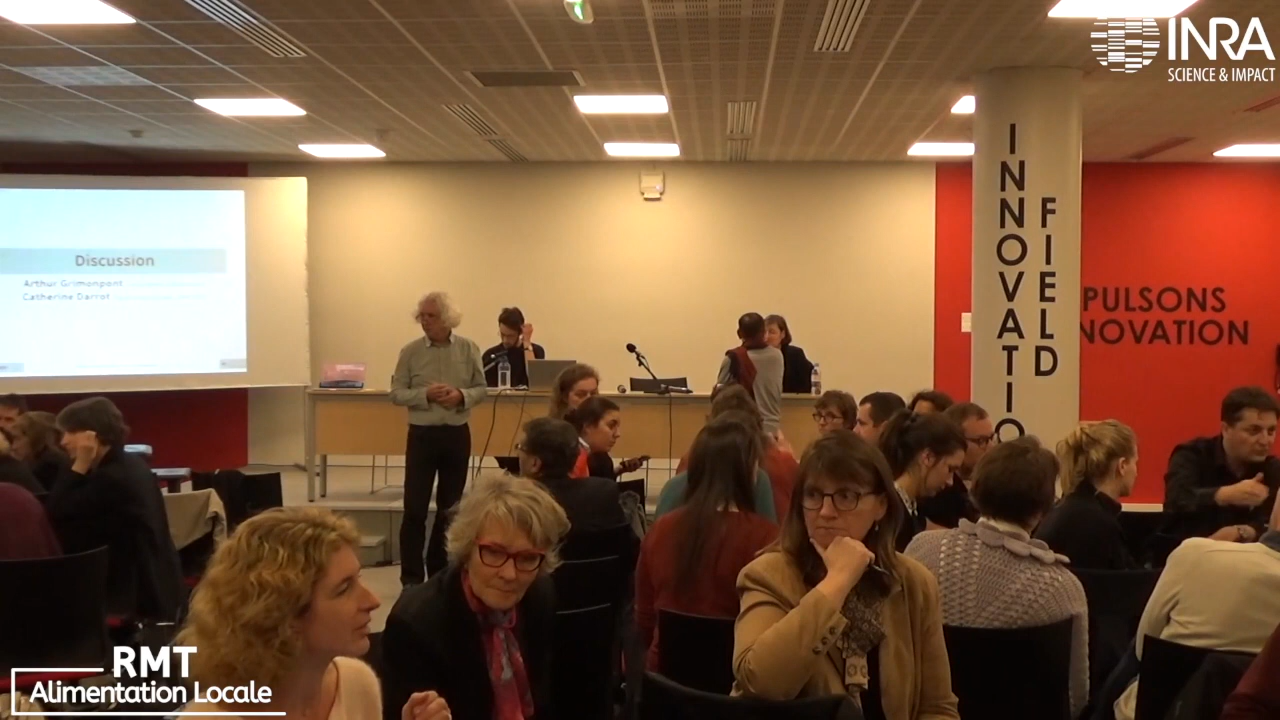 INRA
SCIENCE & IMPACT
INNOVATIO
FIELD
PULSONS
NOVATION
Discussion
Arthur Grimonpont
Catherine Darrot
RMT
Alimentation Locale